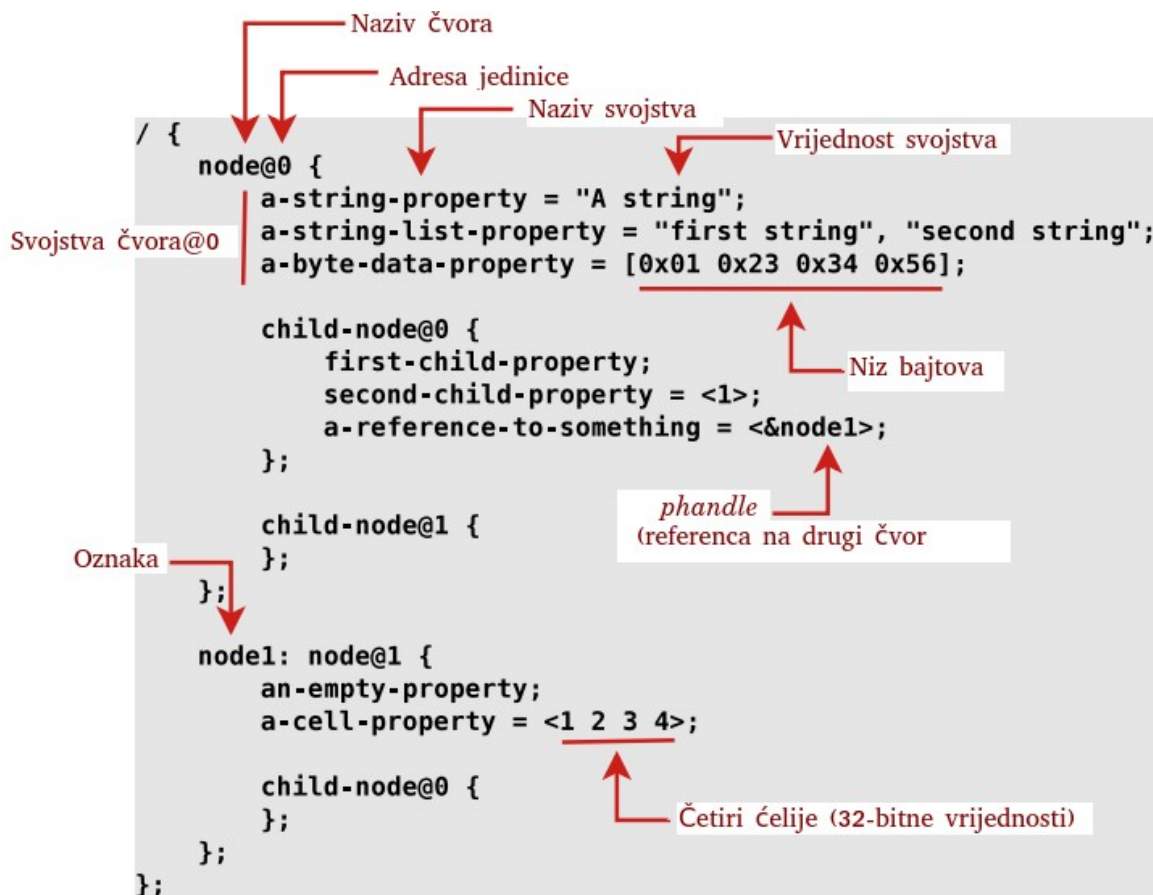 Naziv čvora
Adresa jedinice
Naziv svojstva
Vrijednost svojstva
/ {
node@0 {
a-string-property = "A string";
Svojstva čvora@0
a-string-list-property = "first string", "second string";
a-byte-data-property = [0x01 0x23 0x34 0x56];
child-node@0 {
first-child-property;
Niz bajtova
second-child-property = <1>;
a-reference-to-something = <&node1>;
};
phandle
(referenca na drugi čvor
child-node@1 {
};
Oznaka
};
node1: node@1 {
an-empty-property;
a-cell-property = <1 2 3 4>;
child-node@0 {
};
Četiri ćelije (32-bitne vrijednosti)
};
};